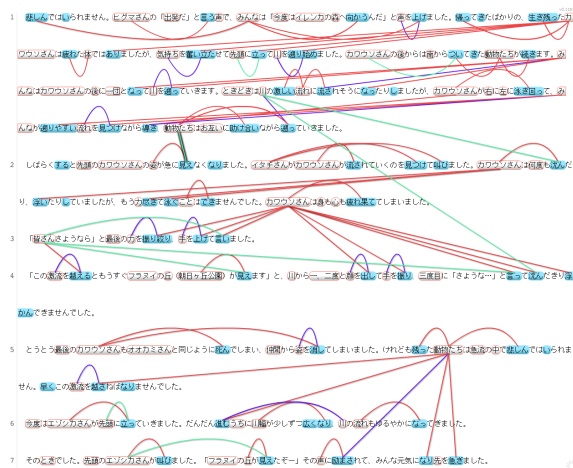 1 悲しんではいられません。ヒグマさんの「出発だ」と言う声で、みんなは「今度はイレンカの森へ向かうんだ」と声を上げました。帰ってきたばかりの、生き残ったカ
ワウソさんは疲れた体ではありましたが、気持ちを奮い立たせて先頭に立って川を遡り始めました。カワウソさんの後からは南からついてきた動物たちが続きます。み
んなはカワウソさんの後に一団となって川を遡っていきます。ときどきは川の激しい流れに流されそうになったりしましたが、カワウソさんが右に左に泳ぎ回って、み
んなが遡りやすい流れを見つけながら導き 動物たちはお互いに助け合いながら遡っていきました。
2 しばらくすると先頭のカワウソさんの姿が急に見えなくなりました。イタチさんがカワウソさんが流されていくのを見つけて叫びました。カワウソさんは何度も沈んだ
り、浮いたりしていましたが、もう力尽きて泳ぐことはできませんでした。カワウソさんは身も心も疲れ果ててしまいました。
3 「皆さんさようなら」と最後の力を振り絞り、手を上げて言いました。
4 「この激流を越えるともうすぐフラヌイの丘（朝日ヶ丘公園）が見えます」と、川から一、二度と顔を出して手を振り、三度目に「さようなー」と言って沈んだきり浮
かんできませんでした。
5 とうとう最後のカワウソさんもオオカミさんと同じように死んでしまい、仲間から姿を消してしまいました。けれども残った動物たちは急流の中で悲しんではいられま
せん。早くこの激流を越さねばなりませんでした。
6 今度はエゾシカさんが先頭に立っていきました。だんだん進むうちに川幅が少しずつ広くなり、川の流れもゆるやかになってきました。
7 そのときでした。先頭のエゾシカさんが叫びました。「フラヌイの丘が見えたぞー」その声に励まされて、みんな元気になり先を急ぎました。